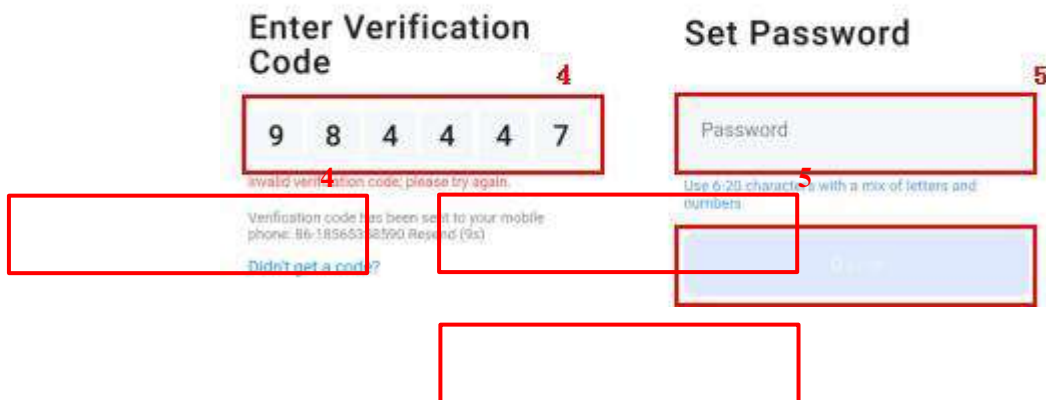 Enter Verification
Code
4
9 8 4 4 4 7
Invalid verification code; please try again.
4
Verification code has been sent to your mobile
phone: 86 Resend (9s)
Didn't get a code?
Set Password
5
Password
5
Use 6-20 characters with a mix of letters and
numbers